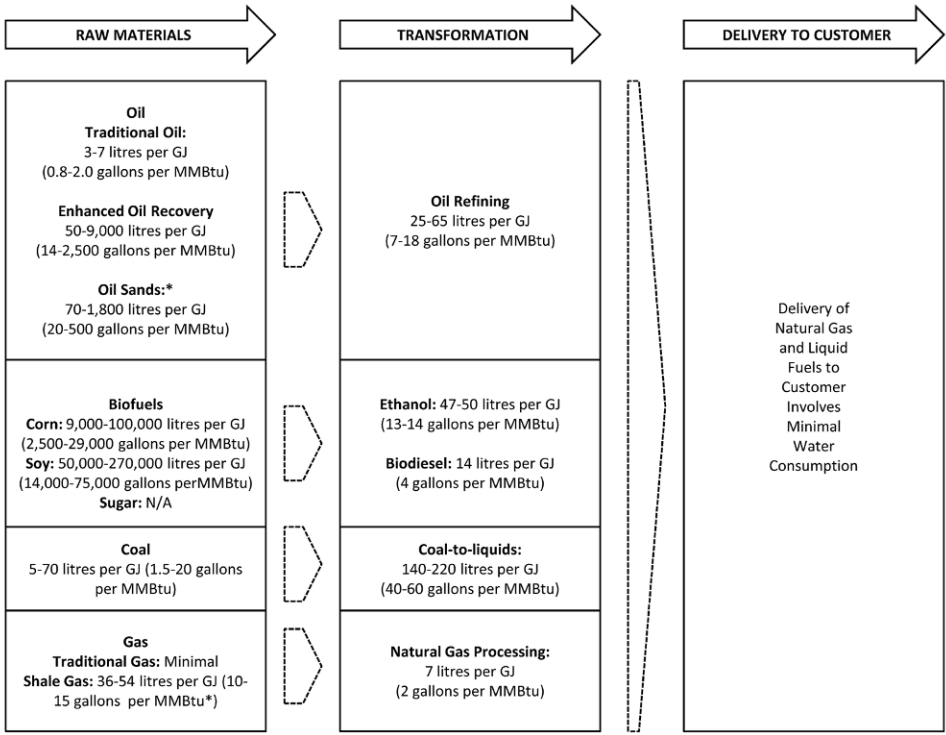 RAW MATERIALS
TRANSFORMATION
DELIVERY TO CUSTOMER
Oil
Traditional Oil:
3-7 litres per GJ
(0.8-2.0 gallons per MMBtu)
Enhanced Oil Recovery
50-9,000 litres per GJ
(14-2,500 gallons per MMBtu)
Oil Sands:*
70-1,800 litres per GJ
(20-500 gallons per MMBtu)
Oil Refining
25-65 litres per GJ
(7-18 gallons per MMBtu)
Biofuels
Corn: 9,000-100,000 litres per GJ
(2,500-29,000 gallons per MMBtu)
Soy: 50,000-270,000 litres per GJ
(14,000-75,000 gallons perMMBtu)
Sugar: N/A
Ethanol: 47-50 litres per GJ
(13-14 gallons per MMBtu)
Biodiesel: 14 litres per GJ
(4 gallons per MMBtu)
Coal
5-70 litres per GJ (1.5-20 gallons
per MMBtu)
Coal-to-liquids:
140-220 litres per GJ
(40-60 gallons per MMBtu)
Gas
Traditional Gas: Minimal
Shale Gas: 36-54 litres per GJ (10-
15 gallons per MMBtu*)
Natural Gas Processing:
7 litres per GJ
(2 gallons per MMBtu)
Delivery of
Natural Gas
and Liquid
Fuels to
Customer
Involves
Minimal
Water
Consumption